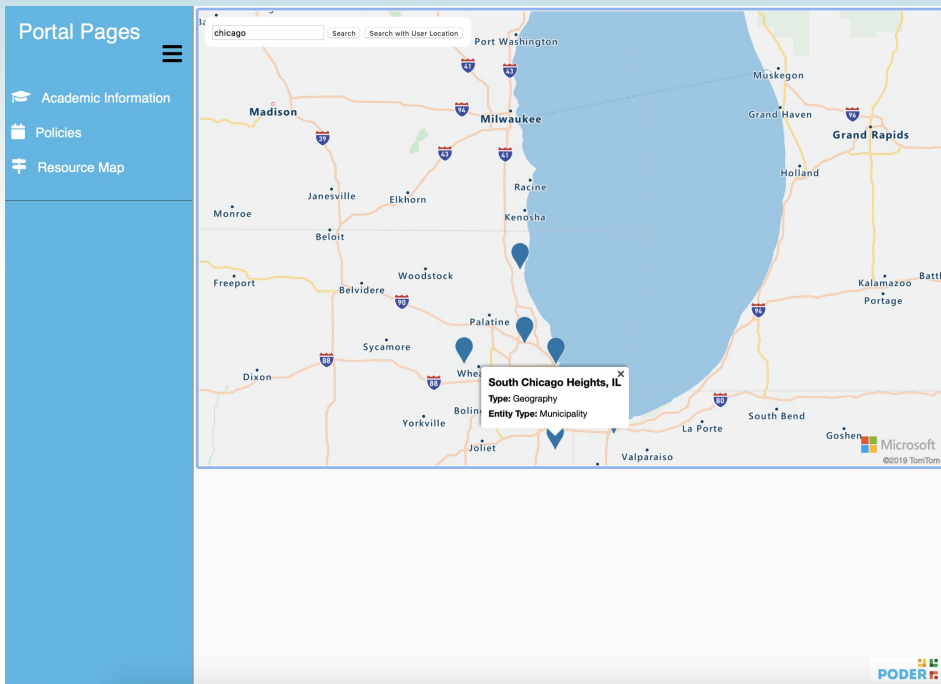 Portal Pages
Academic Information
Policies
Resource Map
chicago
Search
Search with User Location
Port Washington
41
43
Muskegon
Madison
94
Milwaukee
Grand Haven
96
Grand Rapids
39
43
41
Holland
Racine
Janesville
Elkhorn
Monroe
Kenosha
Beloit
Woodstock
Freeport
Belvidere
90
Kalamazoo
Portage
94
Palatine
Sycamore
88
Dixon
88
South Chicago Heights, IL
Type: Geography
Entity Type: Municipality
80
South Bend
Yorkville
La Porte
Goshen
Joliet
Valparaiso
Microsoft
©2019 TomTom
PODER